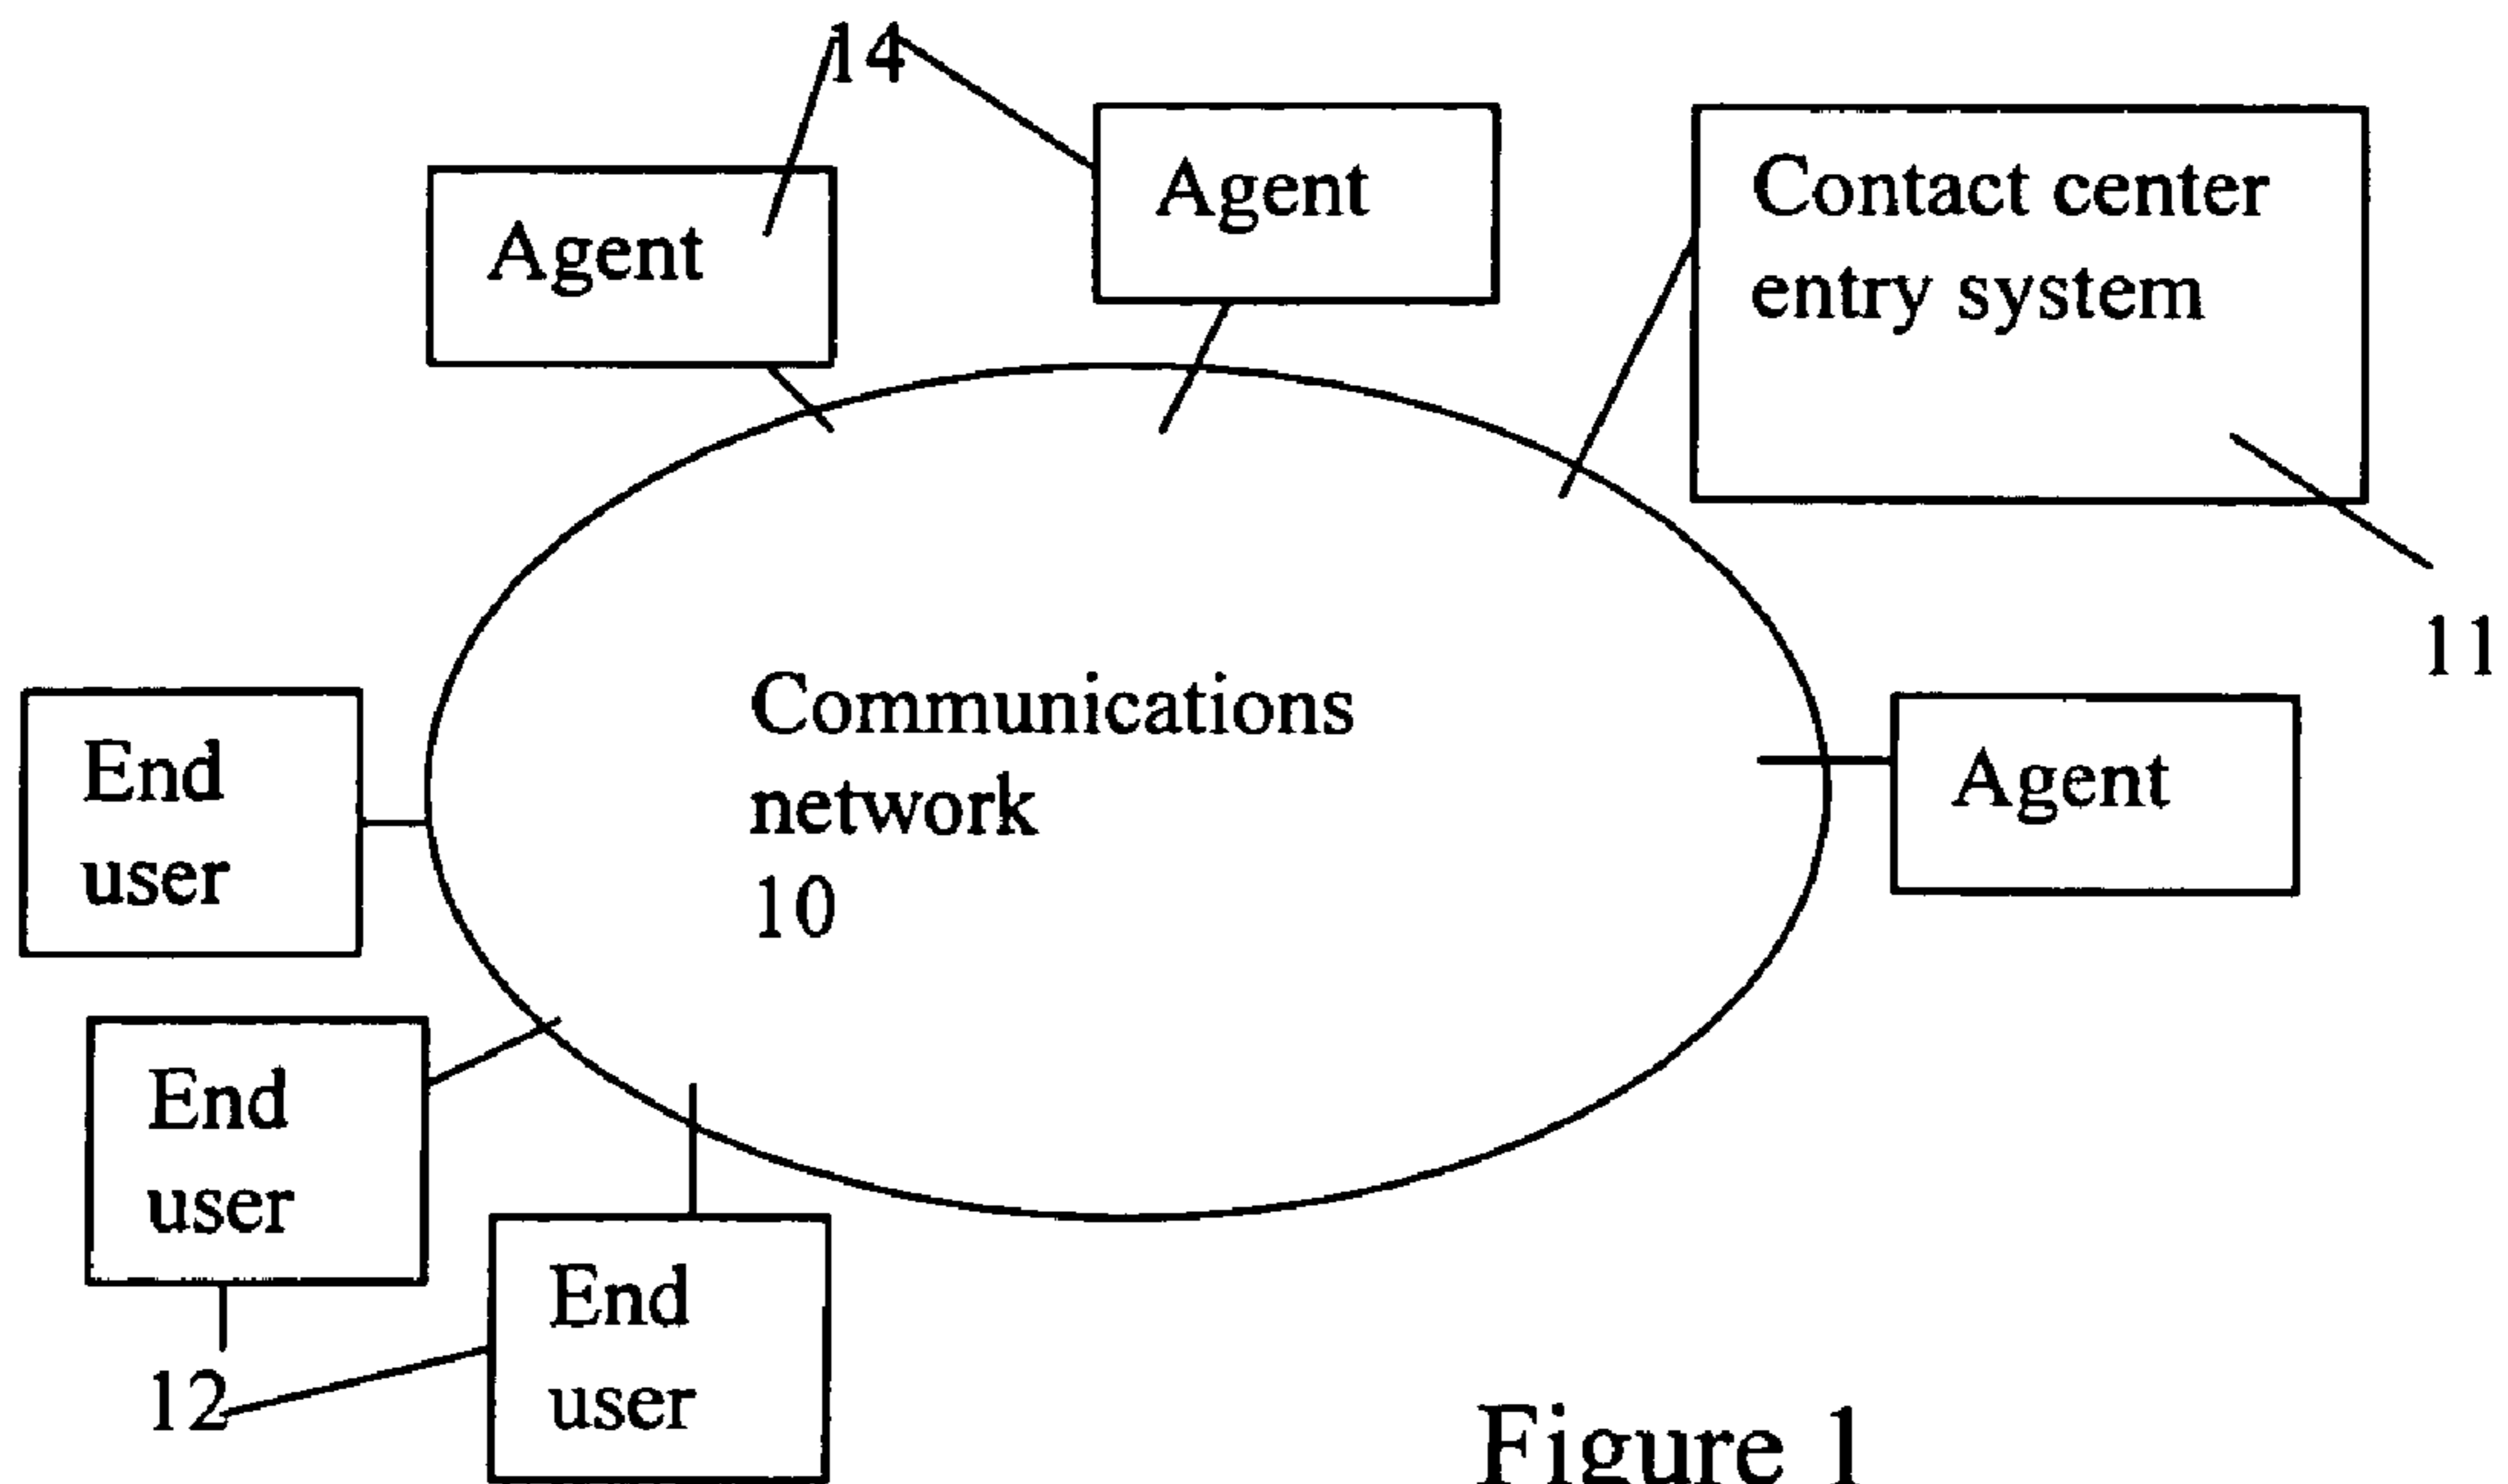 14
Agent
Agent
Contact center
entry system
11
Communications
network
10
Agent
End
user
End
user
End
user
12
Figure 1